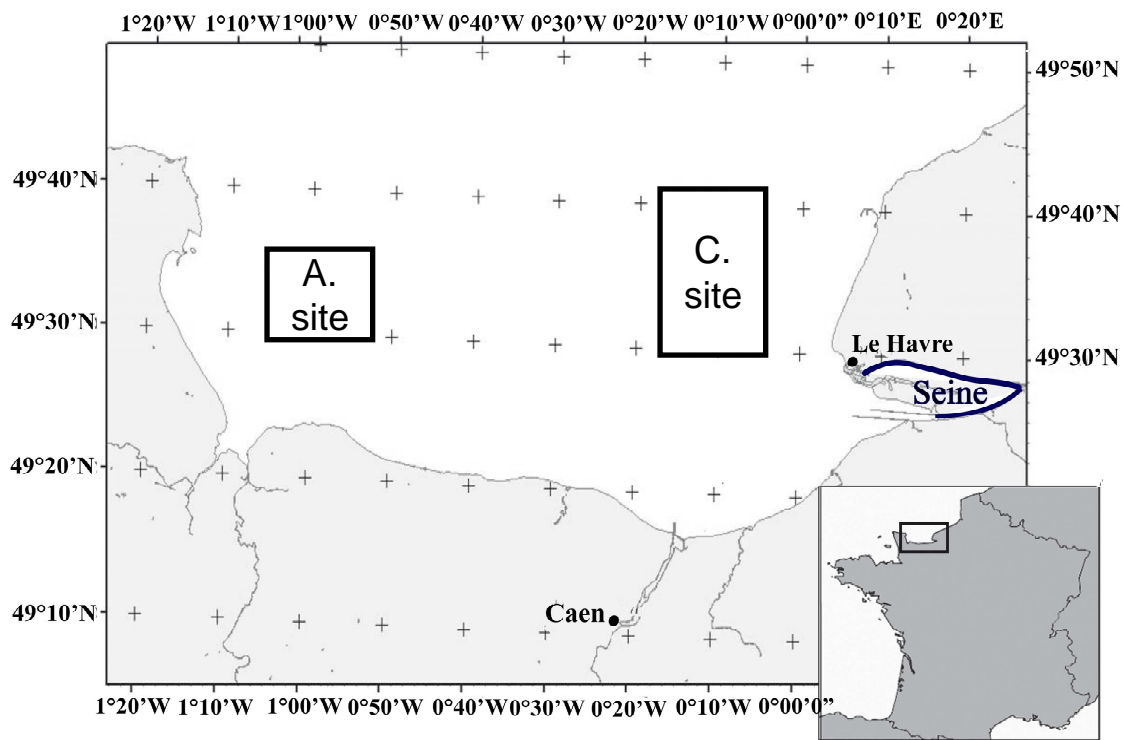 1°20’W 1°10’W 1°00’W 0°50’W 0°40’W 0°30’W 0°20’W 0°10’W 0°00’0” 0°10’E 0°20’E
49°50’N
49°40’N
49°40’N
C.
site
A.
site
49°30’N
Le Havre
49°30’N
Seine
49°20’N
49°10’N
Caen
1°20’W 1°10’W 1°00’W 0°50’W 0°40’W 0°30’W 0°20’W 0°10’W 0°00’0”